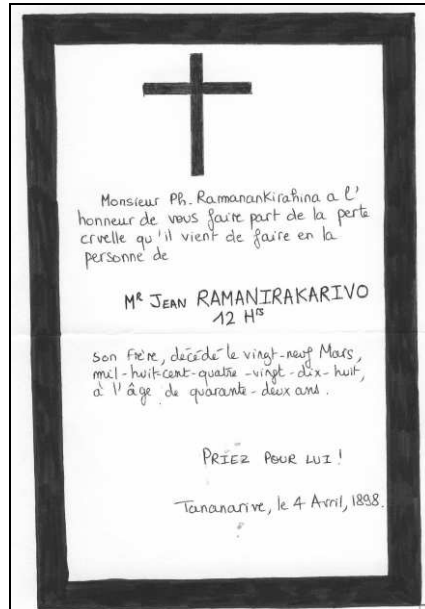 Monsieur Ph. Ramanankirahina a l'
honneur de vous faire part de la perte
cruelle qu'il vient de faire en la
personne de
Mr JEAN RAMANIRAKARIVO
12 Hrs
son frère, décédé le vingt-neuf Mars,
mil-huit-cent-quatre-vingt-dix-huit,
à l'âge de quarante-deux ans.
PRIEZ POUR LUI !
Tananarive, le 4 Avril, 1898.